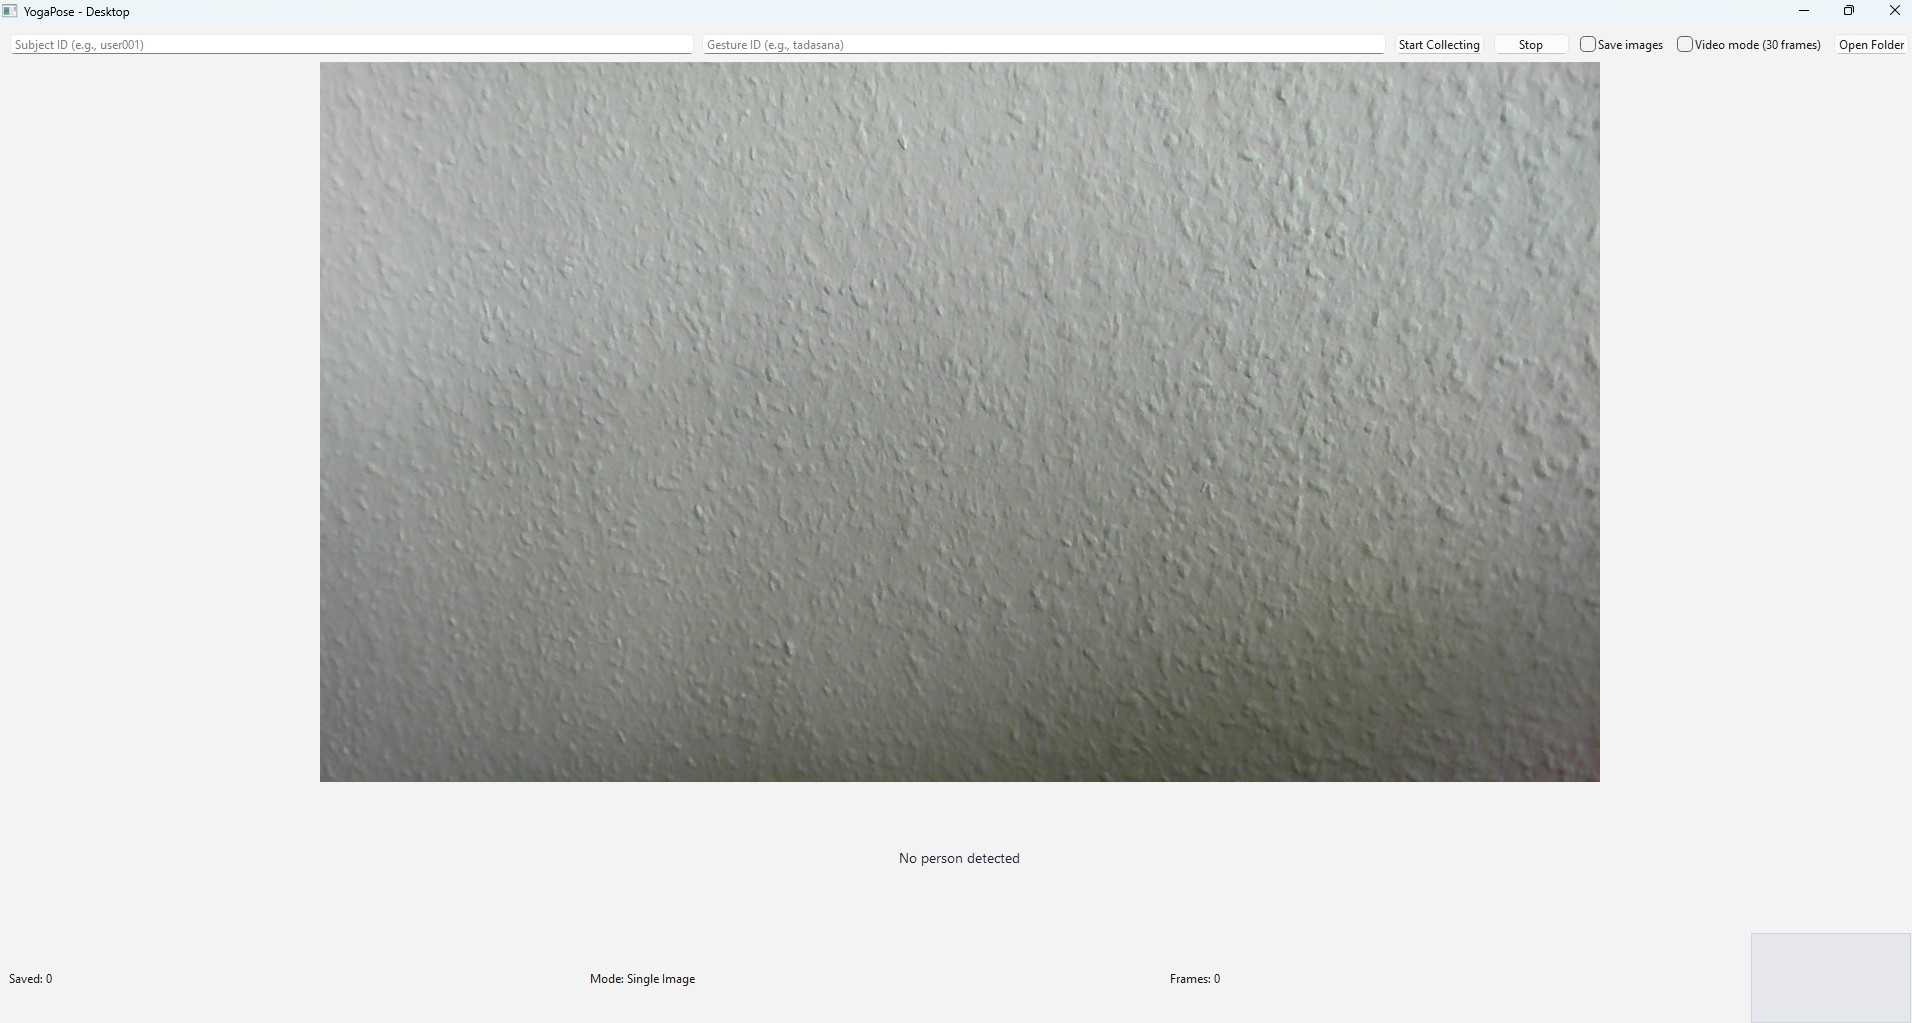 YogaPose - Desktop
Subject ID (e.g., user001) Gesture ID (e.g., tadasana) Start Collecting Stop Save images Video mode (30 frames) Open Folder
No person detected
Saved: 0 Mode: Single Image Frames: 0